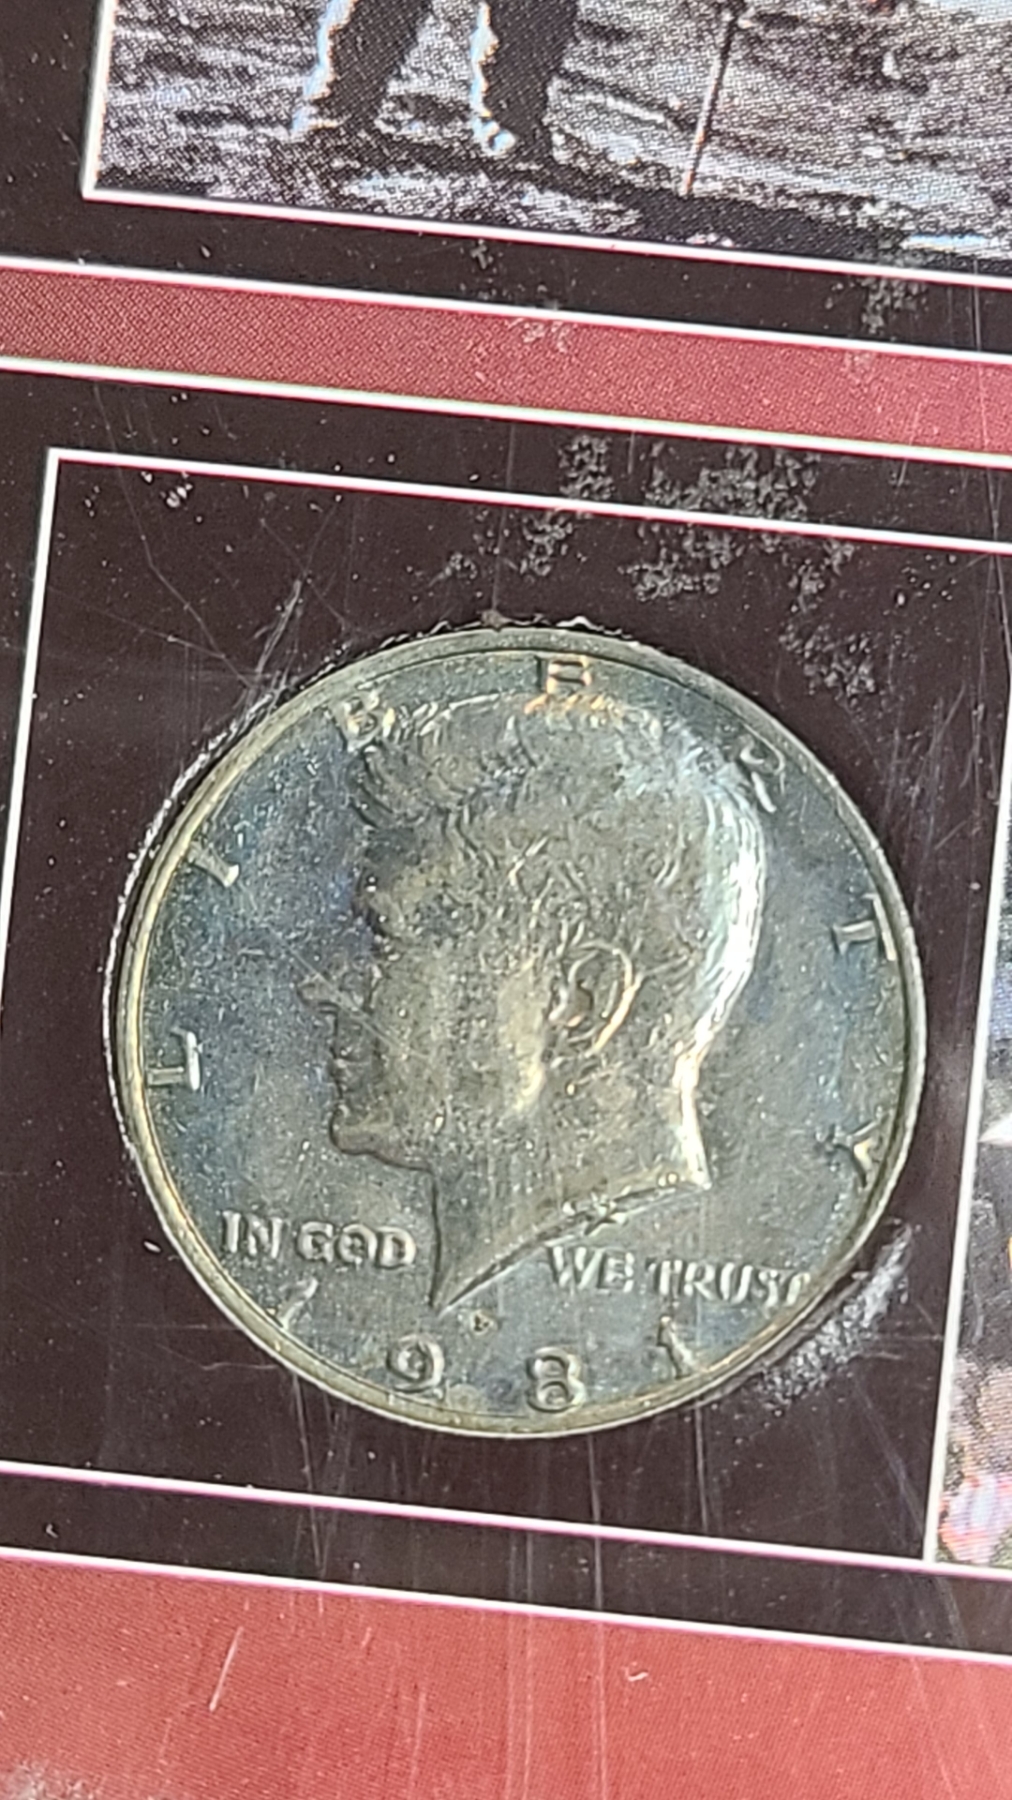 LIBERTY
IN GOD WE TRUST
1981